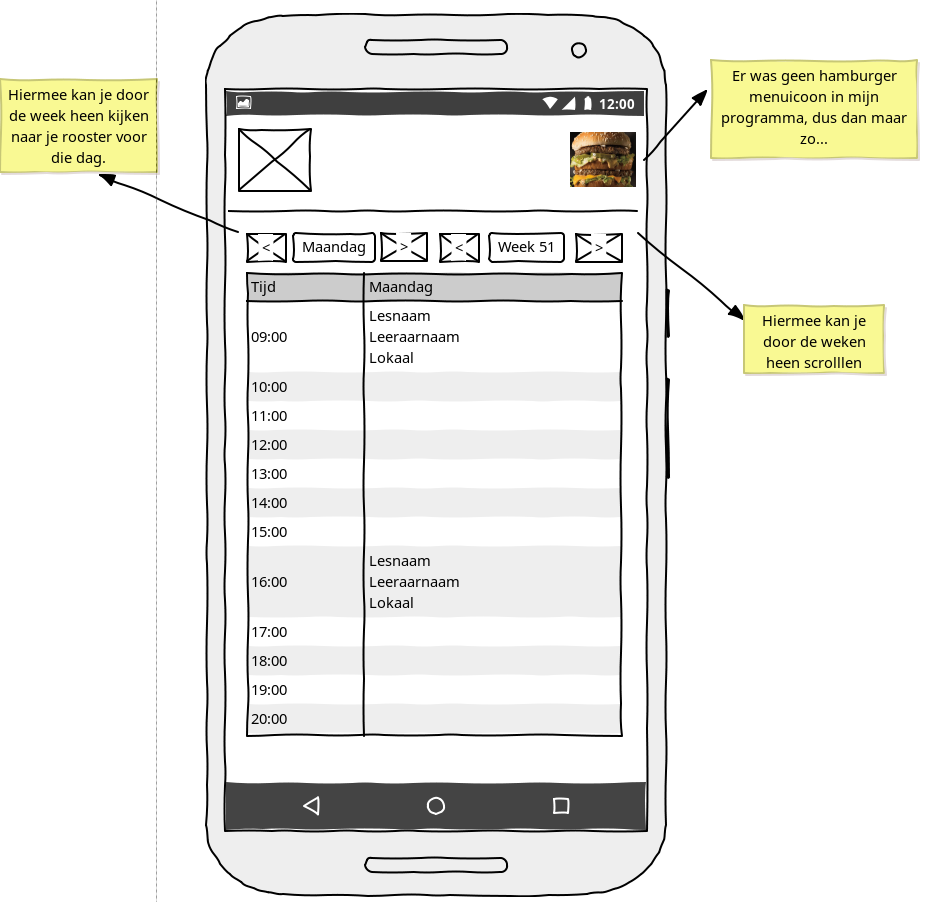 12:00
Hiermee kan je door
de week heen kijken
naar je rooster voor
die dag.
Er was geen hamburger
menuicoon in mijn
programma, dus dan maar
zo...
< Maandag > < Week 51 >
Tijd Maandag
Lesnaam
09:00 Leeraarnaam
Lokaal
10:00
11:00
12:00
13:00
14:00
15:00
Lesnaam
16:00 Leeraarnaam
Lokaal
17:00
18:00
19:00
20:00
Hiermee kan je
door de weken
heen scrolllen